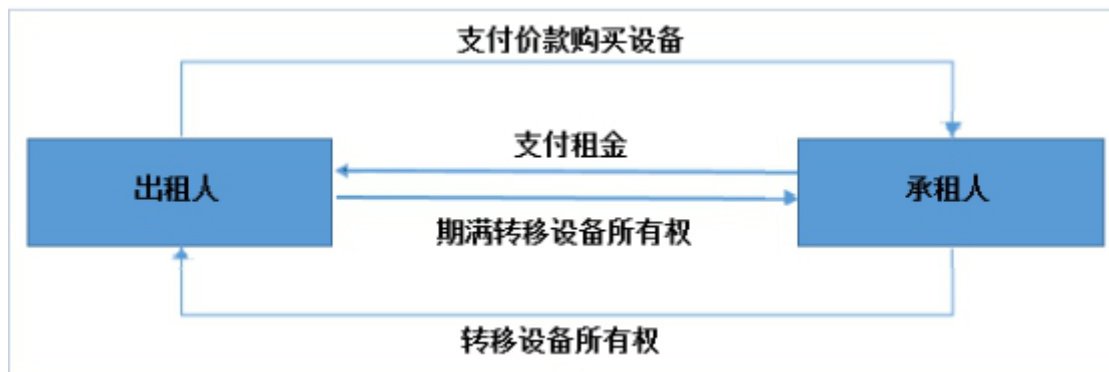 支付价款购买设备
支付租金
出租人
承租人
期满转移设备所有权
转移设备所有权